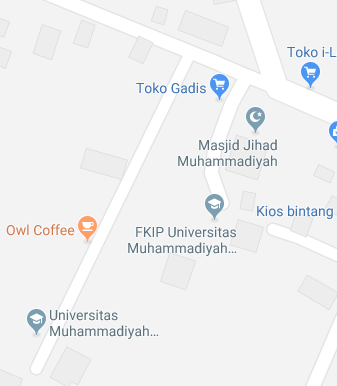 Toko i-L
Toko Gadis
Masjid Jihad
Muhammadiyah
Kios bintang
Owl Coffee
FKIP Universitas
Muhammadiyah...
Universitas
Muhammadiyah...